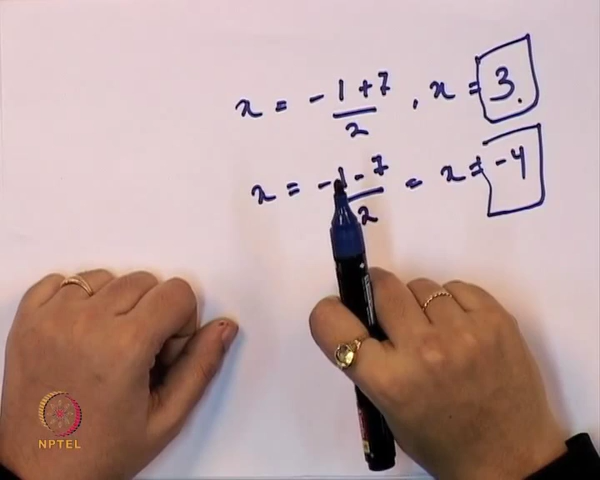 x = -1+7/2 , x = 3.
x = -1-7/2 = x = -4
NPTEL